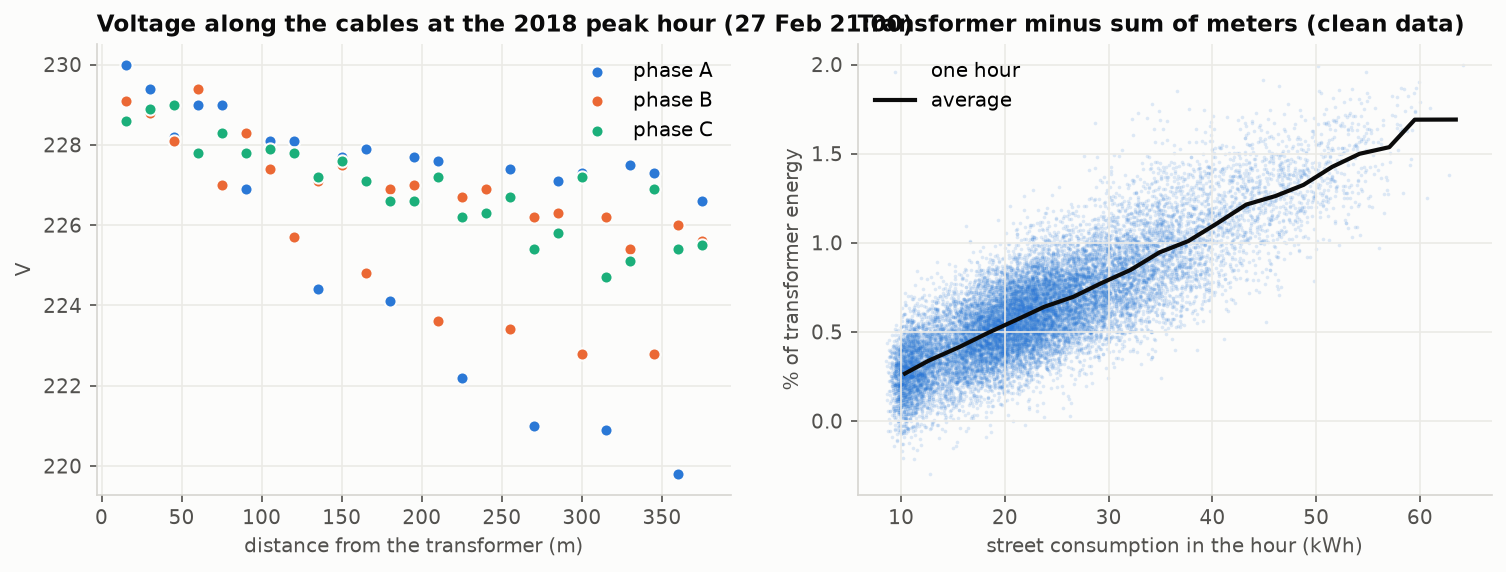 Voltage along the cables at the 2018 peak hour (27 Feb 21:00)
230
228
226
224
222
220
V
phase A
phase B
phase C
0
50
100
150
200
250
300
350
distance from the transformer (m)
Transformer minus sum of meters (clean data)
2.0
1.5
1.0
0.5
0.0
% of transformer energy
one hour
average
10
20
30
40
50
60
street consumption in the hour (kWh)